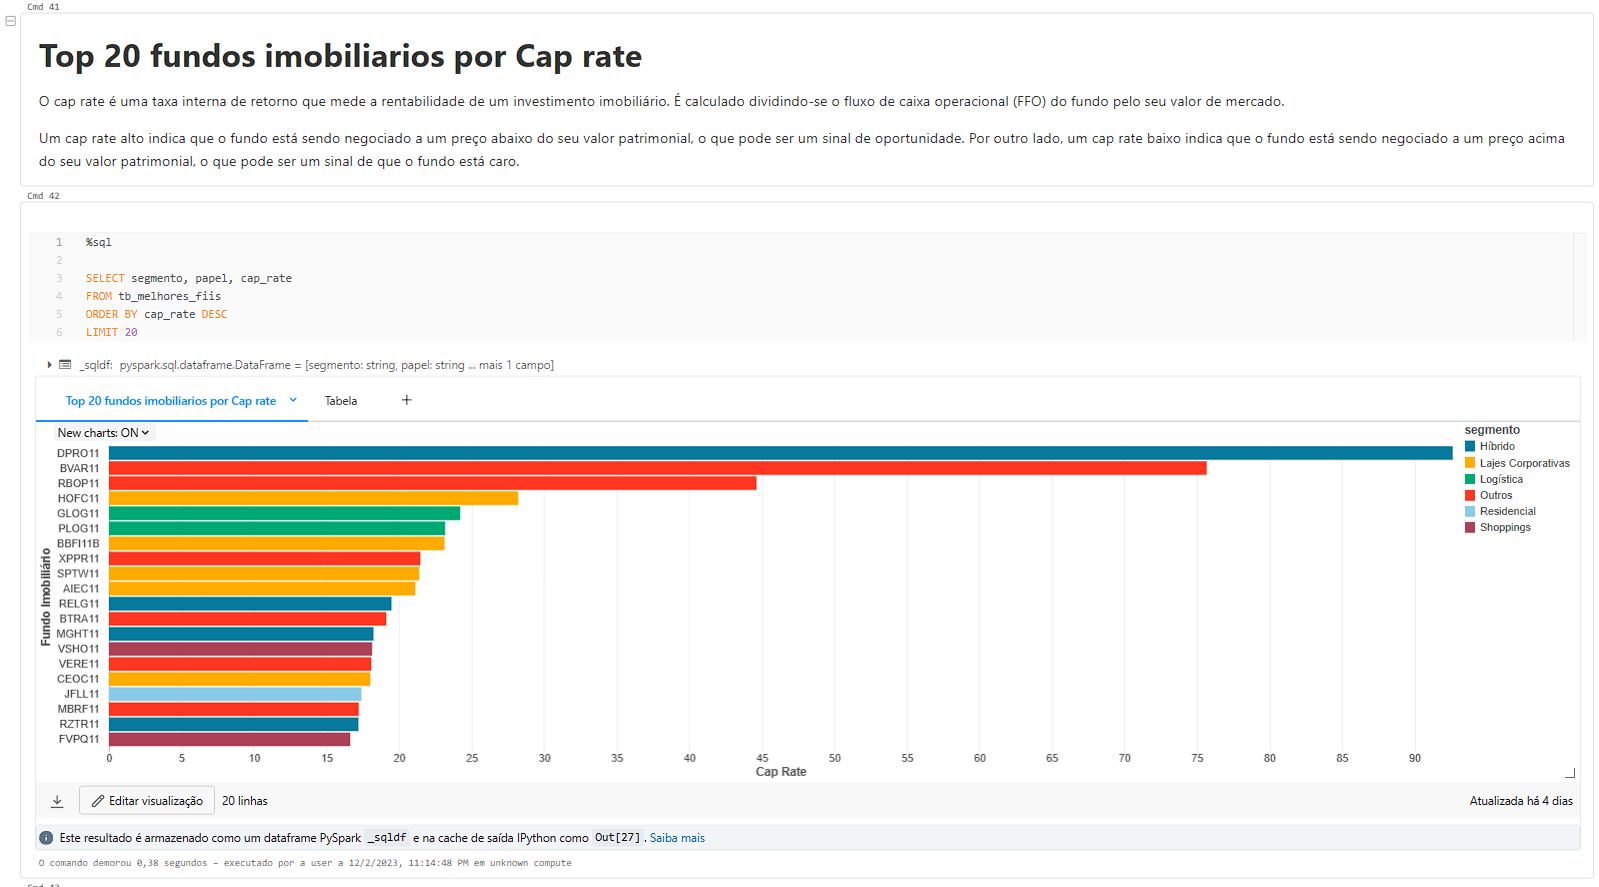 Cmd 41
Top 20 fundos imobiliarios por Cap rate
O cap rate é uma taxa interna de retorno que mede a rentabilidade de um investimento imobiliário. É calculado dividindo-se o fluxo de caixa operacional (FFO) do fundo pelo seu valor de mercado.
Um cap rate alto indica que o fundo está sendo negociado a um preço abaixo do seu valor patrimonial, o que pode ser um sinal de oportunidade. Por outro lado, um cap rate baixo indica que o fundo está sendo negociado a um preço acima
do seu valor patrimonial, o que pode ser um sinal de que o fundo está caro.
Cmd 42
1 %sql
2
3 SELECT segmento, papel, cap_rate
4 FROM tb_melhores_fiis
5 ORDER BY cap_rate DESC
6 LIMIT 20
_sqldf: pyspark.sql.dataframe.DataFrame = [segmento: string, papel: string ... mais 1 campo]
Top 20 fundos imobiliarios por Cap rate Tabela +
New charts: ON
segmento
Híbrido
Lajes Corporativas
Logística
Outros
Residencial
Shoppings
Fundo Imobiliário
DPRO11
BVAR11
RBOP11
HOFC11
GLOG11
PLOG11
BBFI11B
XPPR11
SPTW11
AIEC11
RELG11
BTRA11
MGHT11
VSHO11
VERE11
CEOC11
JFLL11
MBRF11
RZTR11
FVPQ11
0 5 10 15 20 25 30 35 40 45 50 55 60 65 70 75 80 85 90
Cap Rate
Editar visualização 20 linhas Atualizada há 4 dias
Este resultado é armazenado como um dataframe PySpark _sqldf e na cache de saída IPython como Out[27] . Saiba mais
O comando demorou 0,38 segundos – executado por a user a 12/2/2023, 11:14:48 PM em unknown compute
Cmd 43